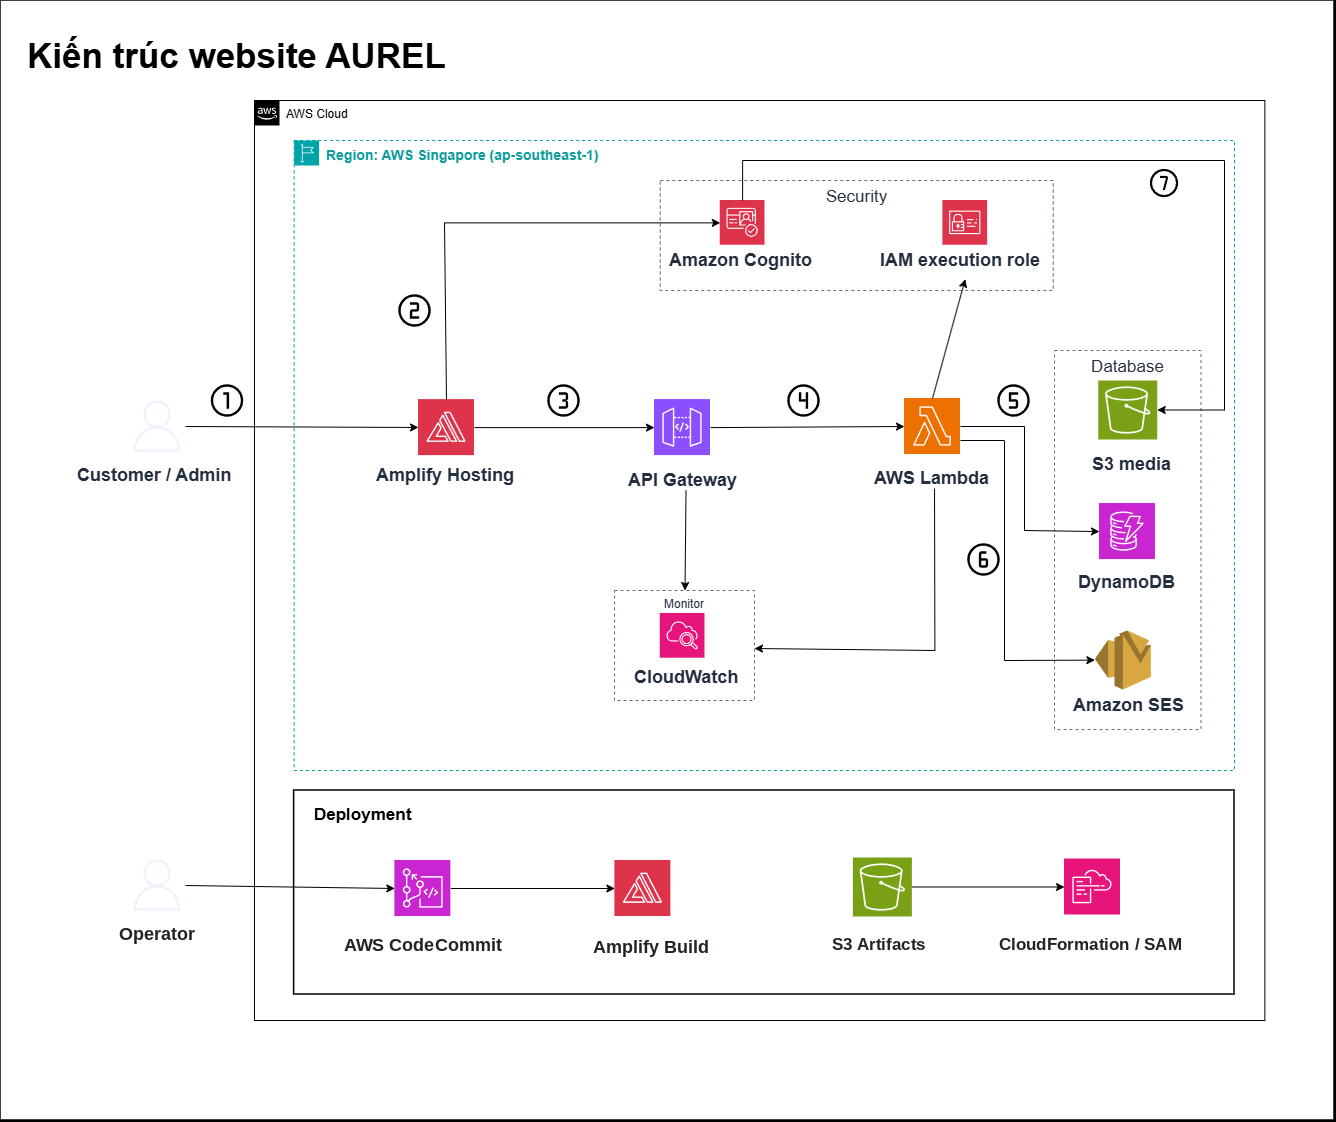 Kiến trúc website AUREL
aws
AWS Cloud
Region: AWS Singapore (ap-southeast-1)
7
Security
Amazon Cognito
IAM execution role
2
Database
1
3
4
5
S3 media
Customer / Admin
Amplify Hosting
API Gateway
AWS Lambda
6
DynamoDB
Monitor
CloudWatch
Amazon SES
Deployment
Operator
AWS CodeCommit
Amplify Build
S3 Artifacts
CloudFormation / SAM